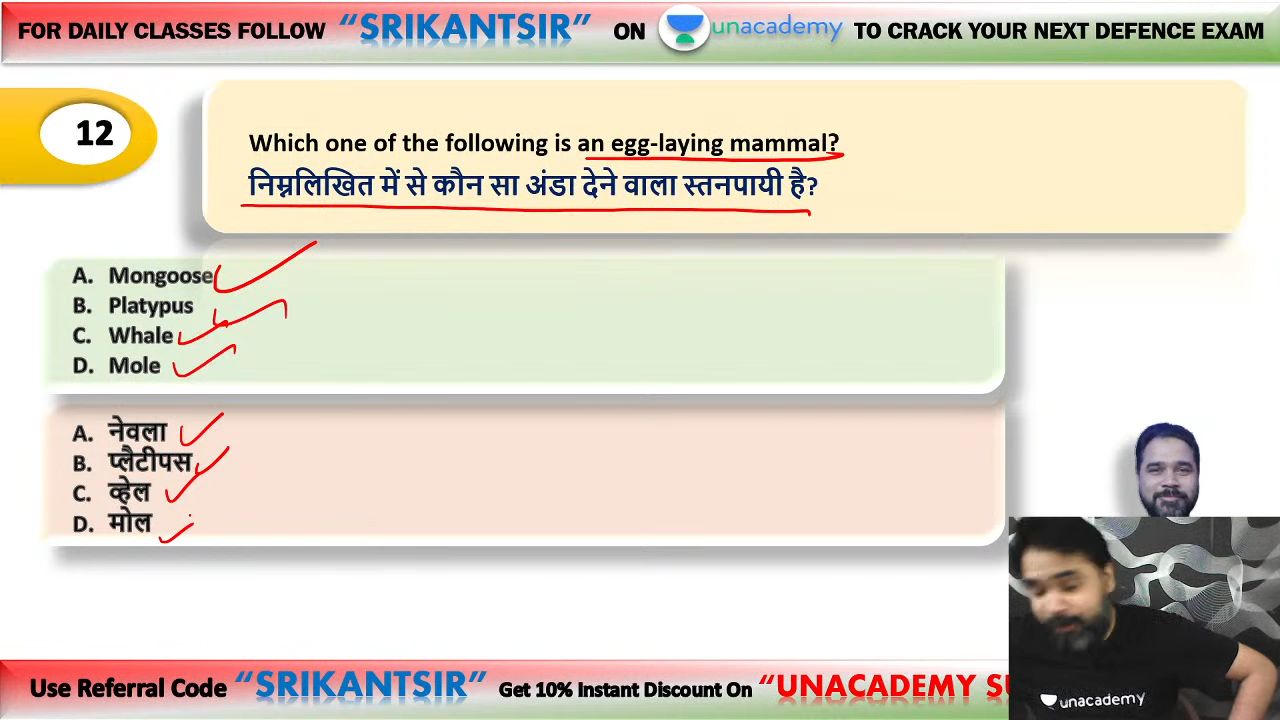 FOR DAILY CLASSES FOLLOW “SRIKANTSIR” ON unacademy TO CRACK YOUR NEXT DEFENCE EXAM
12
Which one of the following is an egg-laying mammal?
निम्नलिखित में से कौन सा अंडा देने वाला स्तनपायी है?
A. Mongoose
B. Platypus
C. Whale
D. Mole
A. नेवला
B. प्लैटीपस
C. व्हेल
D. मोल
unacademy
Use Referral Code “SRIKANTSIR” Get 10% Instant Discount On “UNACADEMY